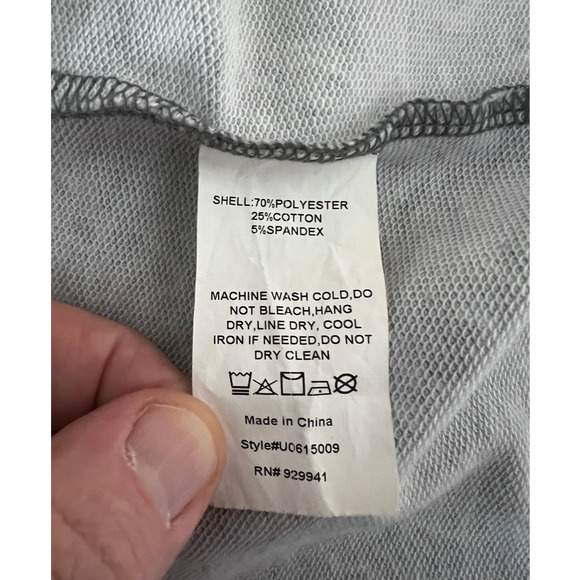 SHELL:70%POLYESTER
25%COTTON
5%SPANDEX
MACHINE WASH COLD,DO
NOT BLEACH,HANG
DRY,LINE DRY, COOL
IRON IF NEEDED,DO NOT
DRY CLEAN
Made in China
Style#U0615009
RN# 929941